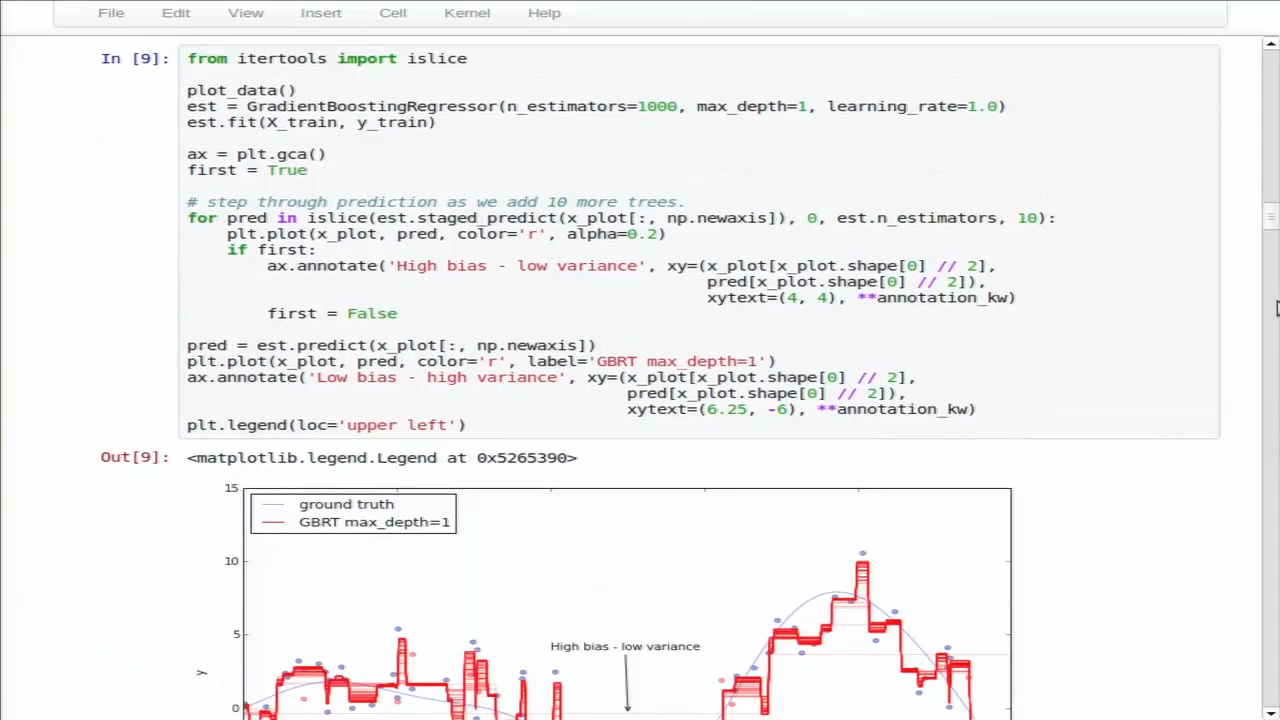 File Edit View Insert Cell Kernel Help
In [9]: from itertools import islice
plot_data()
est = GradientBoostingRegressor(n_estimators=1000, max_depth=1, learning_rate=1.0)
est.fit(X_train, y_train)
ax = plt.gca()
first = True
# step through prediction as we add 10 more trees.
for pred in islice(est.staged_predict(x_plot[:, np.newaxis]), 0, est.n_estimators, 10):
    plt.plot(x_plot, pred, color='r', alpha=0.2)
    if first:
        ax.annotate('High bias - low variance', xy=(x_plot[x_plot.shape[0] // 2],
                                                    pred[x_plot.shape[0] // 2]),
                                                    xytext=(4, 4), **annotation_kw)
        first = False
pred = est.predict(x_plot[:, np.newaxis])
plt.plot(x_plot, pred, color='r', label='GBRT max_depth=1')
ax.annotate('Low bias - high variance', xy=(x_plot[x_plot.shape[0] // 2],
                                            pred[x_plot.shape[0] // 2]),
                                            xytext=(6.25, -6), **annotation_kw)
plt.legend(loc='upper left')
Out[9]: <matplotlib.legend.Legend at 0x5265390>
15
ground truth
GBRT max_depth=1
10
5
High bias - low variance
y
0